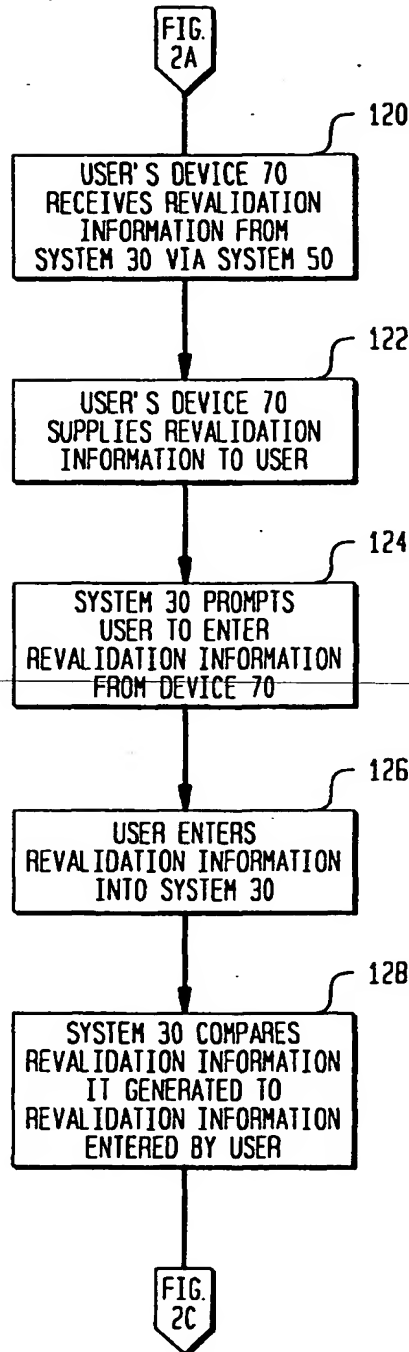 FIG.
2A
120
USER'S DEVICE 70
RECEIVES REVALIDATION
INFORMATION FROM
SYSTEM 30 VIA SYSTEM 50
122
USER'S DEVICE 70
SUPPLIES REVALIDATION
INFORMATION TO USER
124
SYSTEM 30 PROMPTS
USER TO ENTER
REVALIDATION INFORMATION
FROM DEVICE 70
126
USER ENTERS
REVALIDATION INFORMATION
INTO SYSTEM 30
128
SYSTEM 30 COMPARES
REVALIDATION INFORMATION
IT GENERATED TO
REVALIDATION INFORMATION
ENTERED BY USER
FIG.
2C